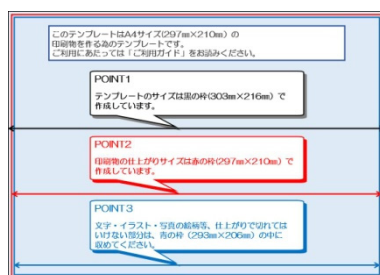 このテンプレートはA4サイズ(297㎜×210㎜)の
印刷物を作る為のテンプレートです。
ご利用にあたっては「ご利用ガイド」をお読みください。
POINT1
テンプレートのサイズは黒の枠(303㎜×216㎜)で
作成しています。
POINT2
印刷物の仕上がりサイズは赤の枠(297㎜×210㎜)で
作成しています。
POINT3
文字・イラスト・写真の絵柄等、仕上がりで切れては
いけない部分は、青の枠(293㎜×206㎜)の中に
収めてください。